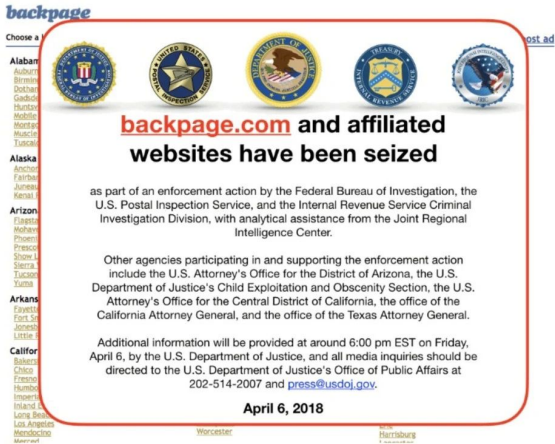 backpage
Choose a
ost ad
backpage.com and affiliated
websites have been seized
as part of an enforcement action by the Federal Bureau of Investigation, the
U.S. Postal Inspection Service, and the Internal Revenue Service Criminal
Investigation Division, with analytical assistance from the Joint Regional
Intelligence Center.
Other agencies participating in and supporting the enforcement action
include the U.S. Attorney's Office for the District of Arizona, the U.S.
Department of Justice's Child Exploitation and Obscenity Section, the U.S.
Attorney's Office for the Central District of California, the office of the
California Attorney General, and the office of the Texas Attorney General.
Additional information will be provided at around 6:00 pm EST on Friday,
April 6, by the U.S. Department of Justice, and all media inquiries should be
directed to the U.S. Department of Justice's Office of Public Affairs at
202-514-2007 and press@usdoj.gov.
April 6, 2018
Alabam
Auburr
Birmin
Dothar
Gadsde
Huntsv
Mobile
Montgo
Muscle
Tuscal
Alaska
Anchor
Fairba
Juneau
Kenai
Arizon
Flagsta
Mohave
Phoeni
Presco
Show L
Sierra
Tucson
Yuma
Arkans
Fayett
Fort Sr
Jonesb
Little
Califor
Bakers
Chico
Fresno
Humbo
Imperi
Inland E
Long Bea
Los Angeles
Mendocino
Merced
Worcester
Harrisburg
Lancaster